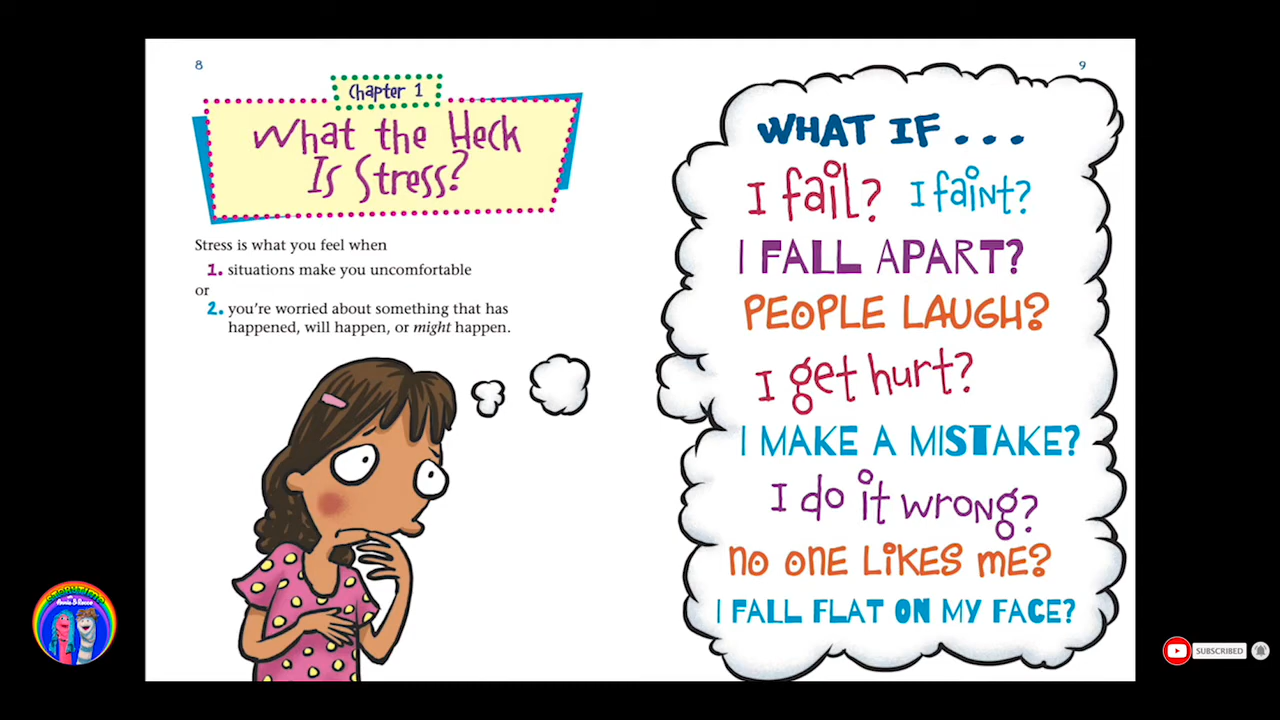 8
Chapter 1
What the Heck
Is Stress?
Stress is what you feel when
1. situations make you uncomfortable
or
2. you're worried about something that has
happened, will happen, or might happen.
9
WHAT IF...
I fail? I faint?
I FALL APART?
PEOPLE LAUGH?
I get hurt?
I MAKE A MISTAKE?
I do it wrong?
NO ONE LIKES ME?
I FALL FLAT ON MY FACE?
STORYTIME
SUBSCRIBED